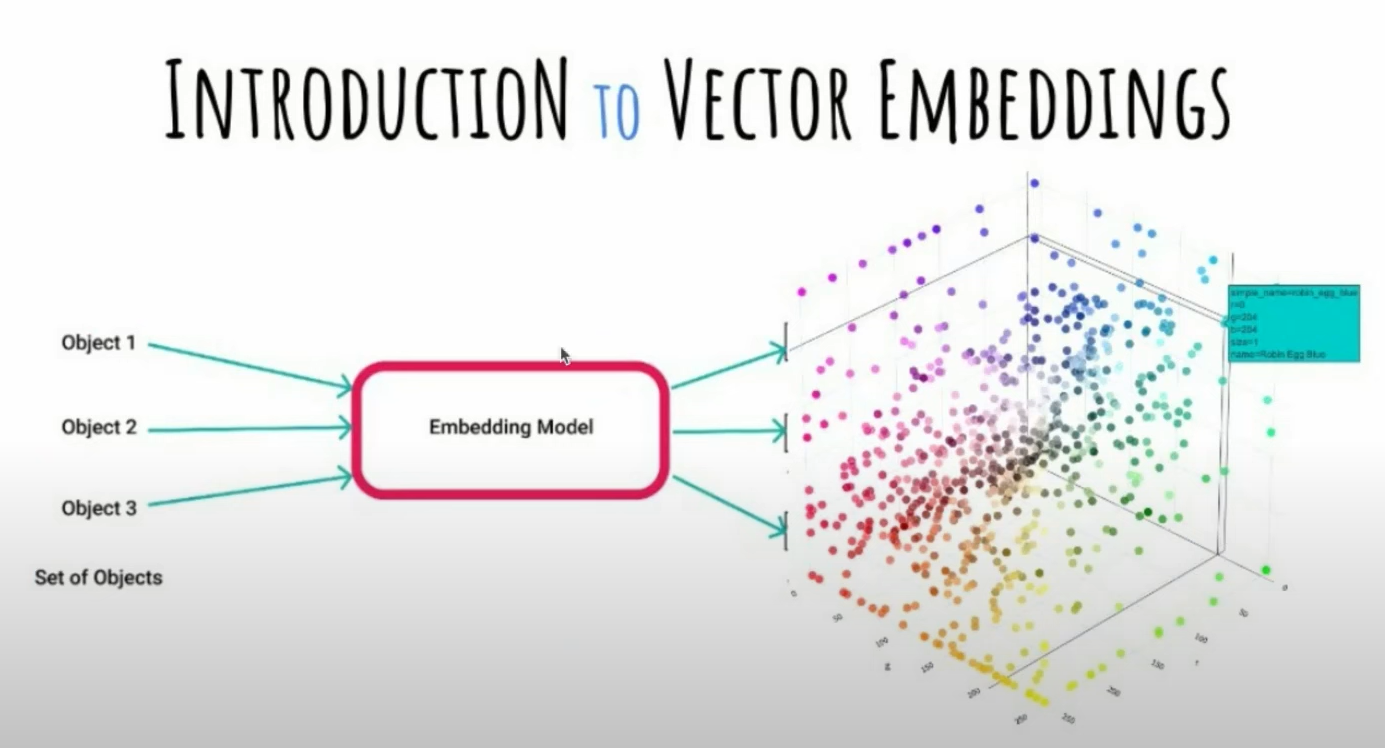 INTRODUCTION TO VECTOR EMBEDDINGS
Object 1
Object 2
Object 3
Set of Objects
Embedding Model
simple_name=robin_egg_blue
r=0
g=204
b=204
size=1
name=Robin Egg Blue
0
50
100
150
200
250
g
0
50
100
150
200
250
r